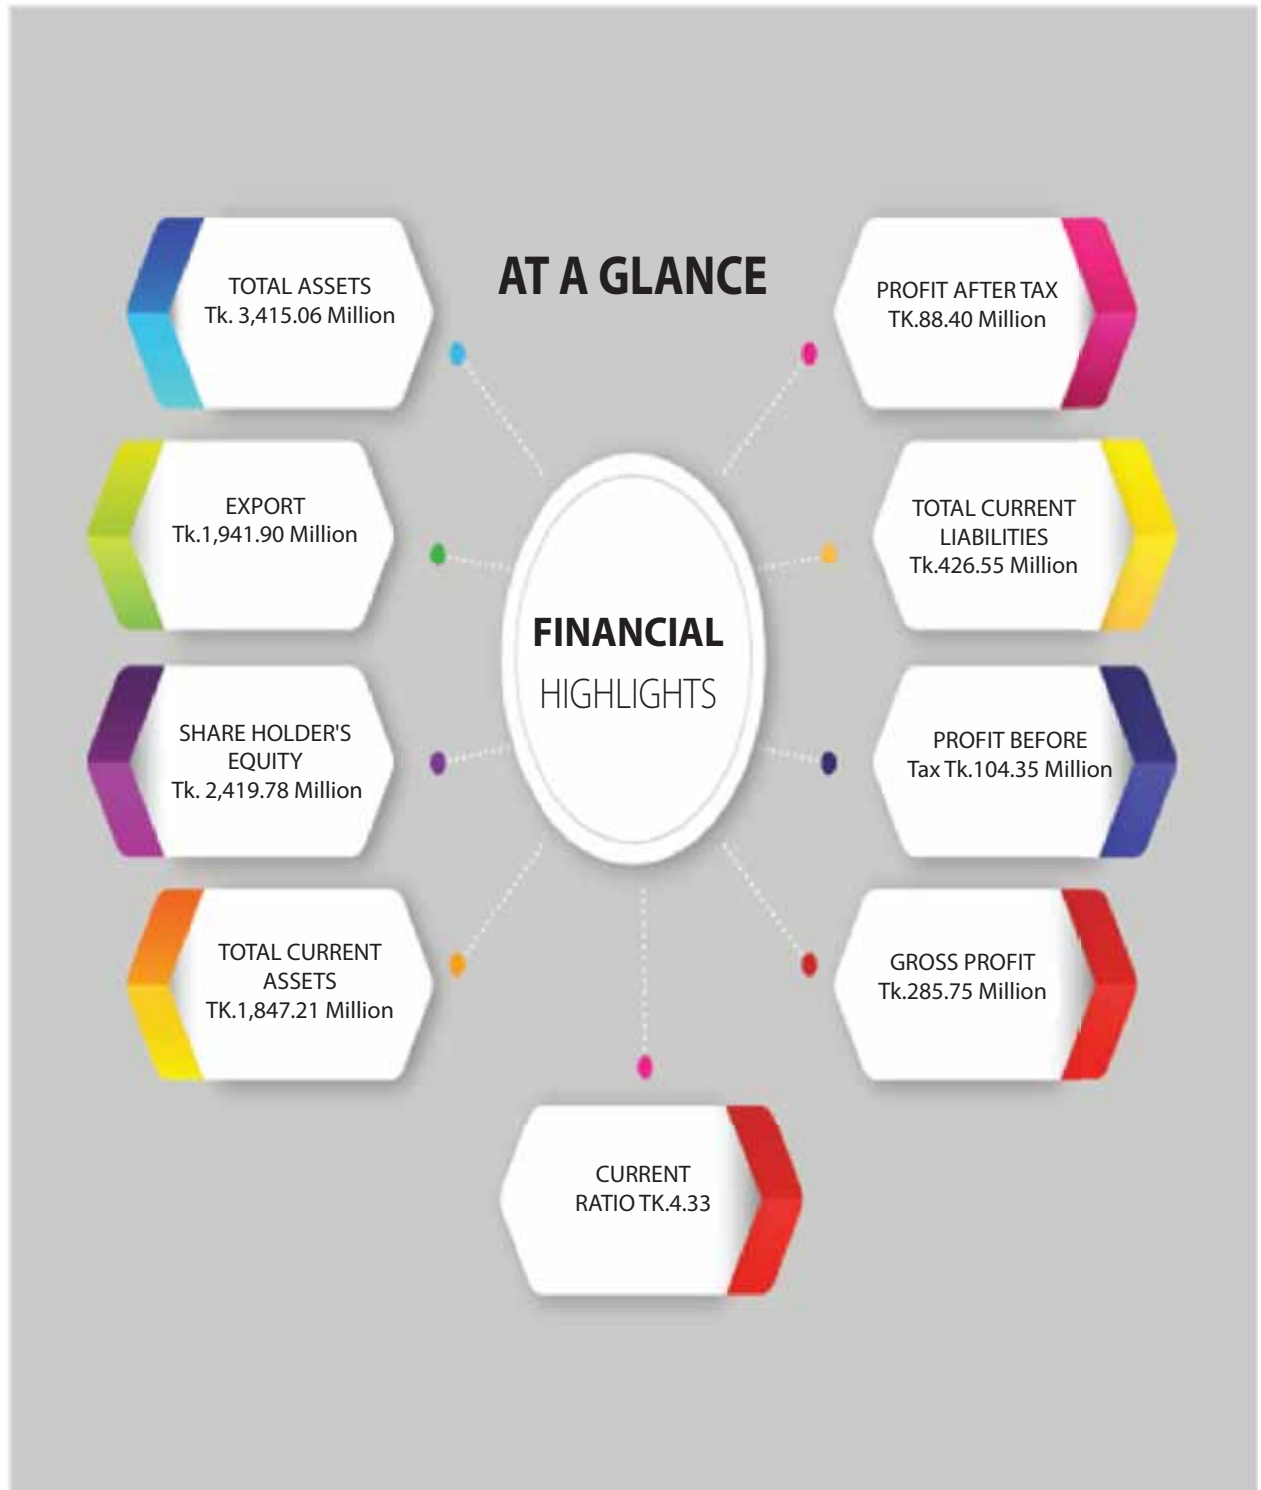 AT A GLANCE
TOTAL ASSETS
Tk. 3,415.06 Million
PROFIT AFTER TAX
TK.88.40 Million
EXPORT
Tk.1,941.90 Million
TOTAL CURRENT
LIABILITIES
Tk.426.55 Million
FINANCIAL
HIGHLIGHTS
SHARE HOLDER'S
EQUITY
Tk. 2,419.78 Million
PROFIT BEFORE
Tax Tk.104.35 Million
TOTAL CURRENT
ASSETS
TK.1,847.21 Million
GROSS PROFIT
Tk.285.75 Million
CURRENT
RATIO TK.4.33